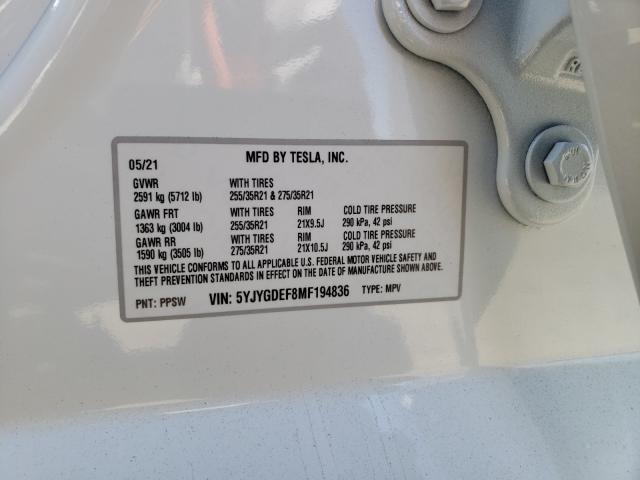 05/21 MFD BY TESLA, INC.
GVWR WITH TIRES
2591 kg (5712 lb) 255/35R21 & 275/35R21
GAWR FRT WITH TIRES RIM COLD TIRE PRESSURE
1363 kg (3004 lb) 255/35R21 21X9.5J 290 kPa, 42 psi
GAWR RR WITH TIRES RIM COLD TIRE PRESSURE
1590 kg (3505 lb) 275/35R21 21X10.5J 290 kPa, 42 psi
THIS VEHICLE CONFORMS TO ALL APPLICABLE U.S. FEDERAL MOTOR VEHICLE SAFETY AND
THEFT PREVENTION STANDARDS IN EFFECT ON THE DATE OF MANUFACTURE SHOWN ABOVE.
PNT: PPSW VIN: 5YJYGDEF8MF194836 TYPE: MPV